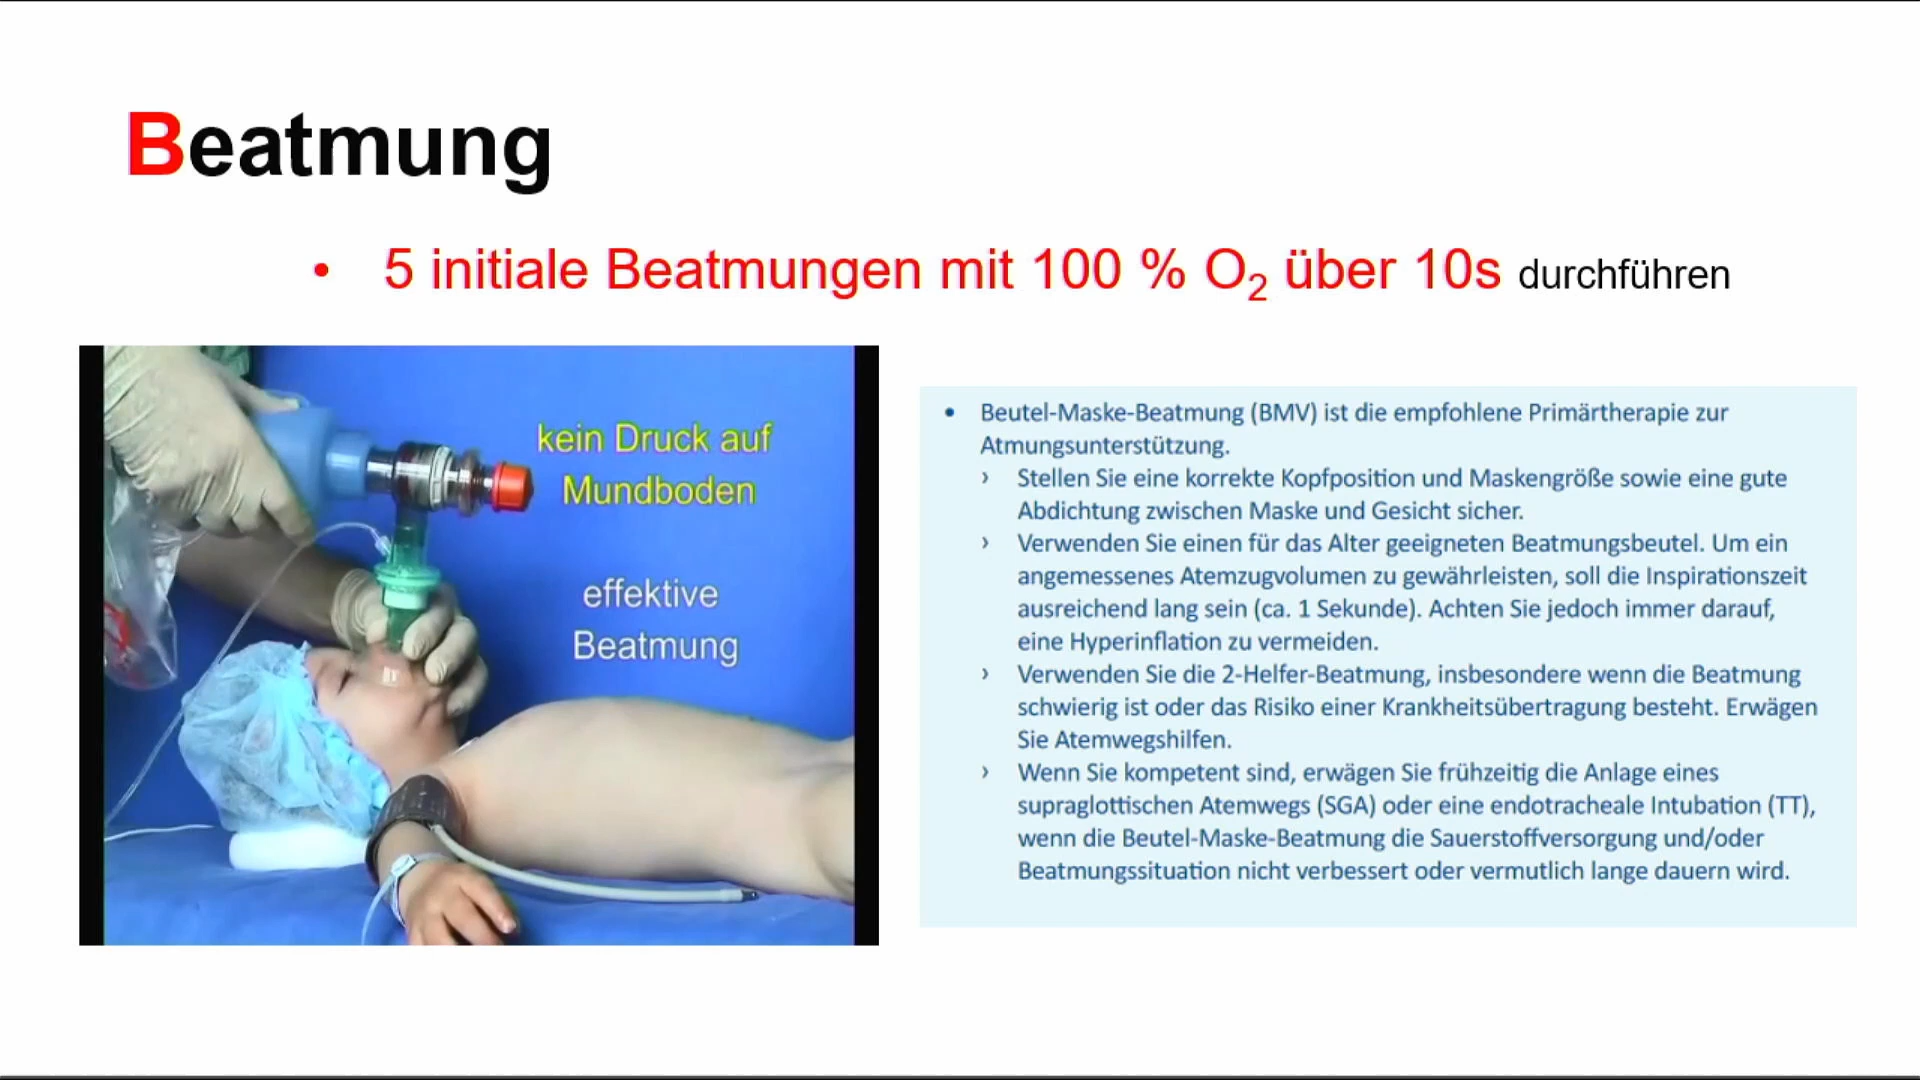 Beatmung
• 5 initiale Beatmungen mit 100 % O₂ über 10s durchführen
kein Druck auf
Mundboden
effektive
Beatmung
• Beutel-Maske-Beatmung (BMV) ist die empfohlene Primärtherapie zur
Atmungsunterstützung.
› Stellen Sie eine korrekte Kopfposition und Maskengröße sowie eine gute
Abdichtung zwischen Maske und Gesicht sicher.
› Verwenden Sie einen für das Alter geeigneten Beatmungsbeutel. Um ein
angemessenes Atemzugvolumen zu gewährleisten, soll die Inspirationszeit
ausreichend lang sein (ca. 1 Sekunde). Achten Sie jedoch immer darauf,
eine Hyperinflation zu vermeiden.
› Verwenden Sie die 2-Helfer-Beatmung, insbesondere wenn die Beatmung
schwierig ist oder das Risiko einer Krankheitsübertragung besteht. Erwägen
Sie Atemwegshilfen.
› Wenn Sie kompetent sind, erwägen Sie frühzeitig die Anlage eines
supraglottischen Atemwegs (SGA) oder eine endotracheale Intubation (TT),
wenn die Beutel-Maske-Beatmung die Sauerstoffversorgung und/oder
Beatmungssituation nicht verbessert oder vermutlich lange dauern wird.